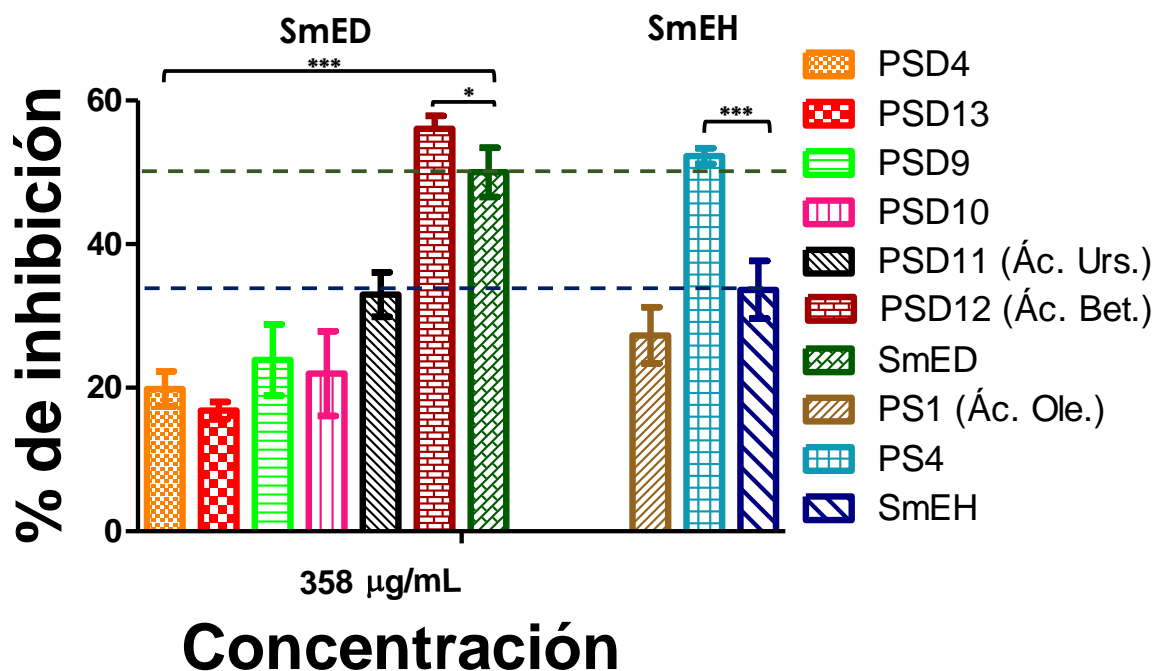 SmED
SmEH
***
*
***
% de inhibición
60
40
20
0
358 µg/mL
Concentración
PSD4
PSD13
PSD9
PSD10
PSD11 (Ác. Urs.)
PSD12 (Ác. Bet.)
SmED
PS1 (Ác. Ole.)
PS4
SmEH